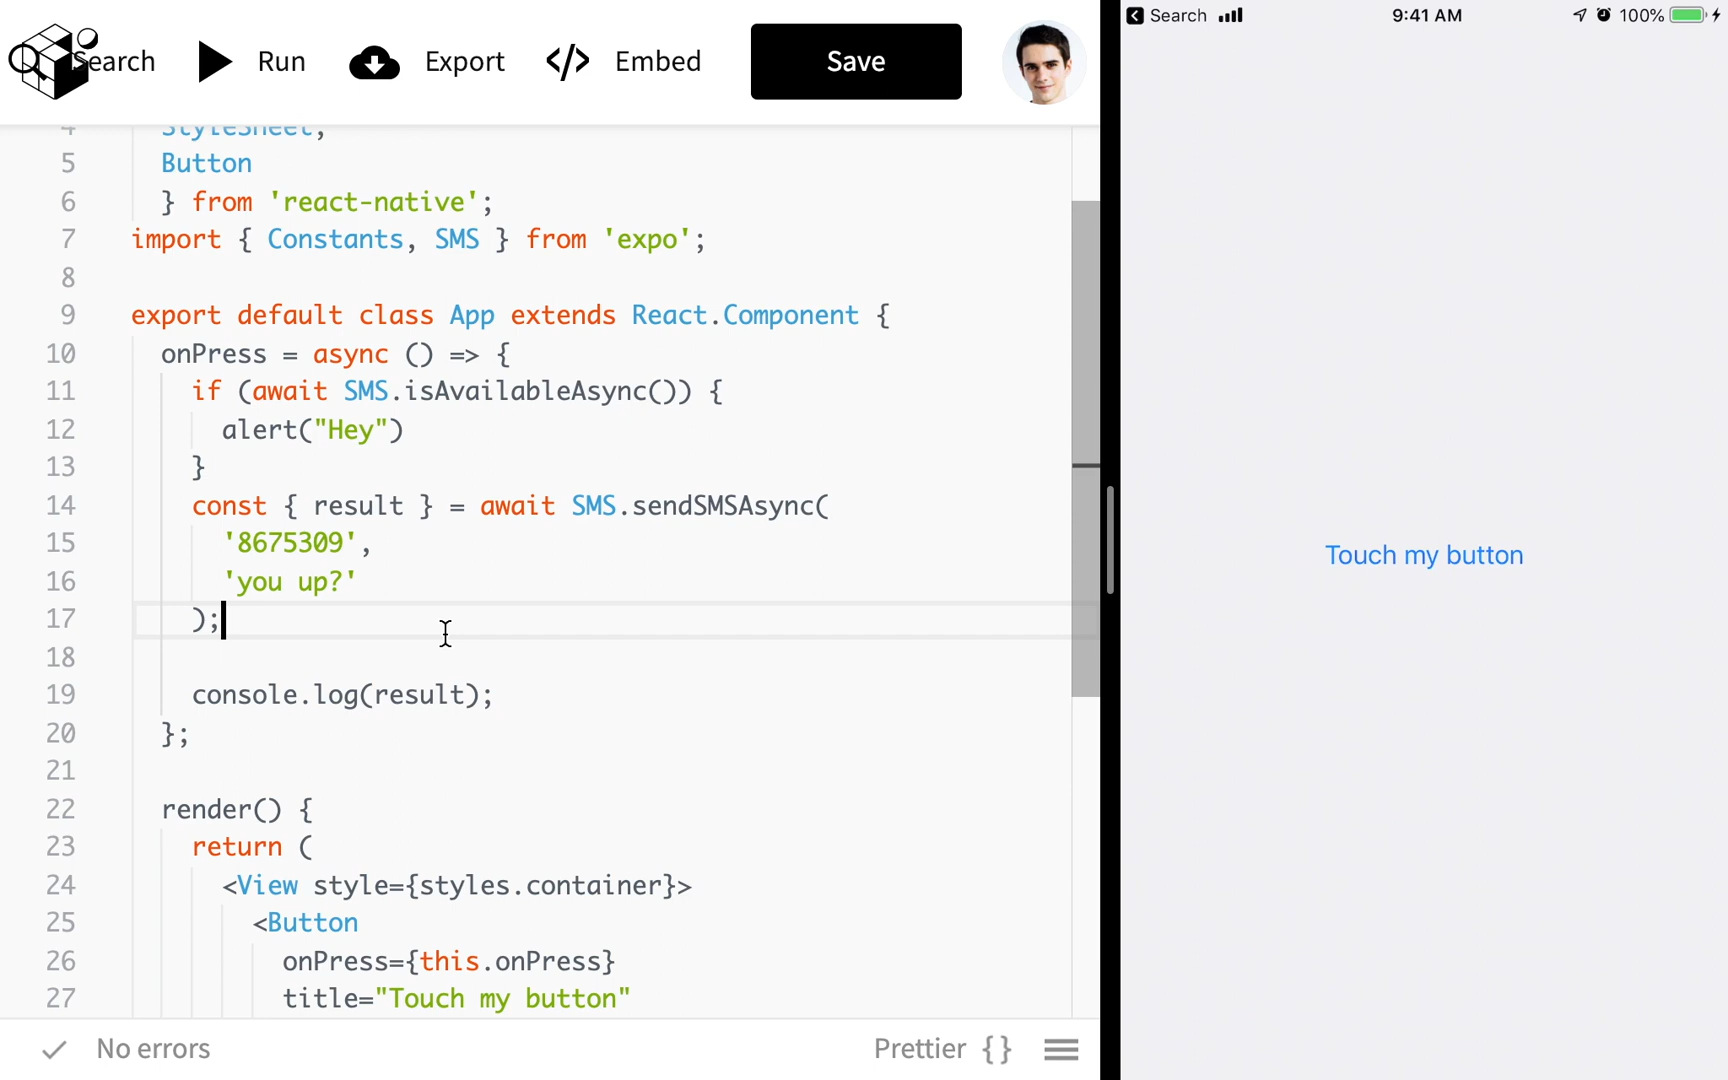 Search
Run
Export
</> Embed
Save
4 StyleSheet,
5 Button
6 } from 'react-native';
7 import { Constants, SMS } from 'expo';
8
9 export default class App extends React.Component {
10 onPress = async () => {
11 if (await SMS.isAvailableAsync()) {
12 alert("Hey")
13 }
14 const { result } = await SMS.sendSMSAsync(
15 '8675309',
16 'you up?'
17 );
18
19 console.log(result);
20 };
21
22 render() {
23 return (
24 <View style={styles.container}>
25 <Button
26 onPress={this.onPress}
27 title="Touch my button"
No errors
Prettier {}
Search
9:41 AM
100%
Touch my button